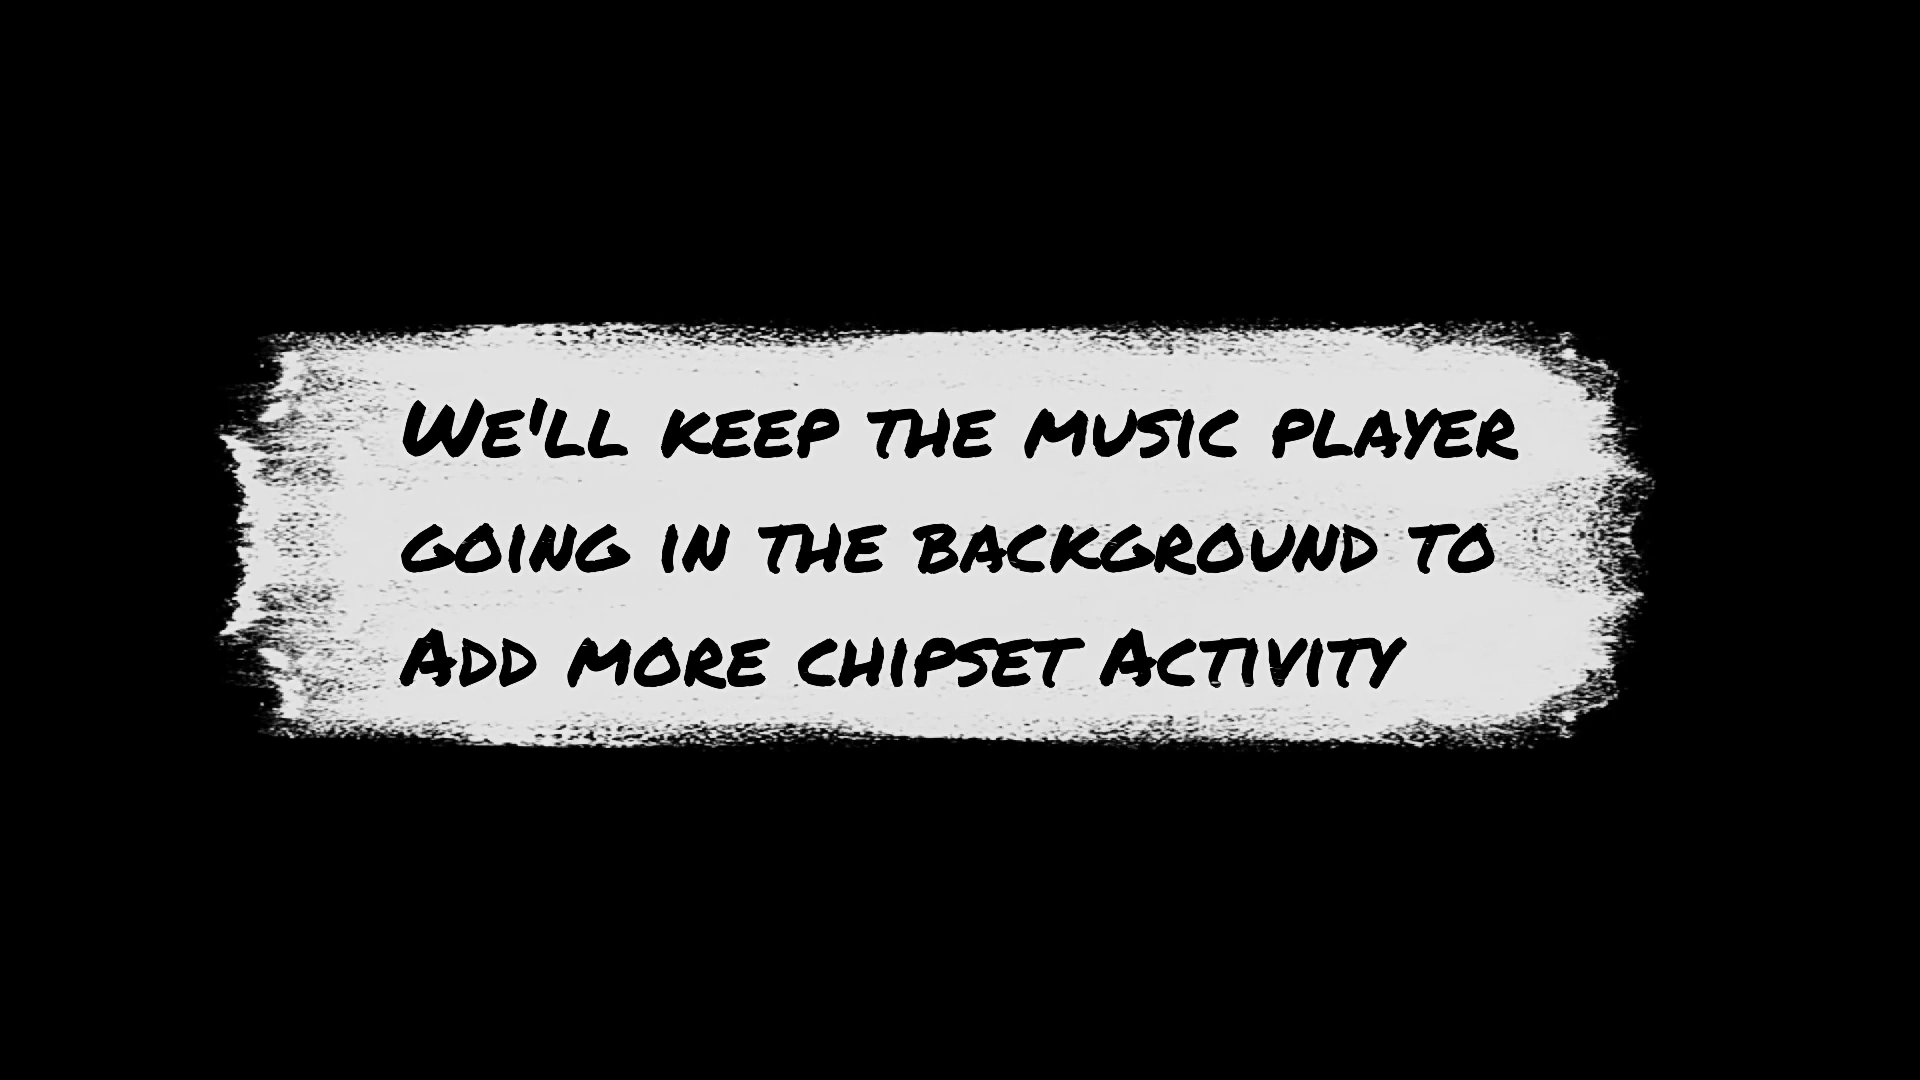 We'll keep the music player
going in the background to
Add more chipset Activity